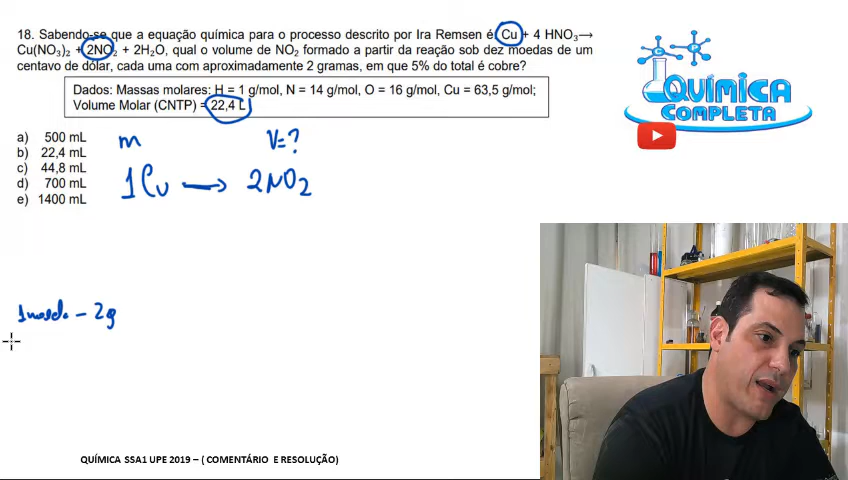 18. Sabendo-se que a equação química para o processo descrito por Ira Remsen é Cu + 4 HNO₃→
Cu(NO₃)₂ + 2NO₂ + 2H₂O, qual o volume de NO₂ formado a partir da reação sob dez moedas de um
centavo de dólar, cada uma com aproximadamente 2 gramas, em que 5% do total é cobre?
Dados: Massas molares: H = 1 g/mol, N = 14 g/mol, O = 16 g/mol, Cu = 63,5 g/mol;
Volume Molar (CNTP) = 22,4 L
a) 500 mL
b) 22,4 mL
c) 44,8 mL
d) 700 mL
e) 1400 mL
m V=?
1Cu → 2NO2
1moeda - 2g
C P
QUÍMICA
COMPLETA
QUÍMICA SSA1 UPE 2019 – ( COMENTÁRIO E RESOLUÇÃO)